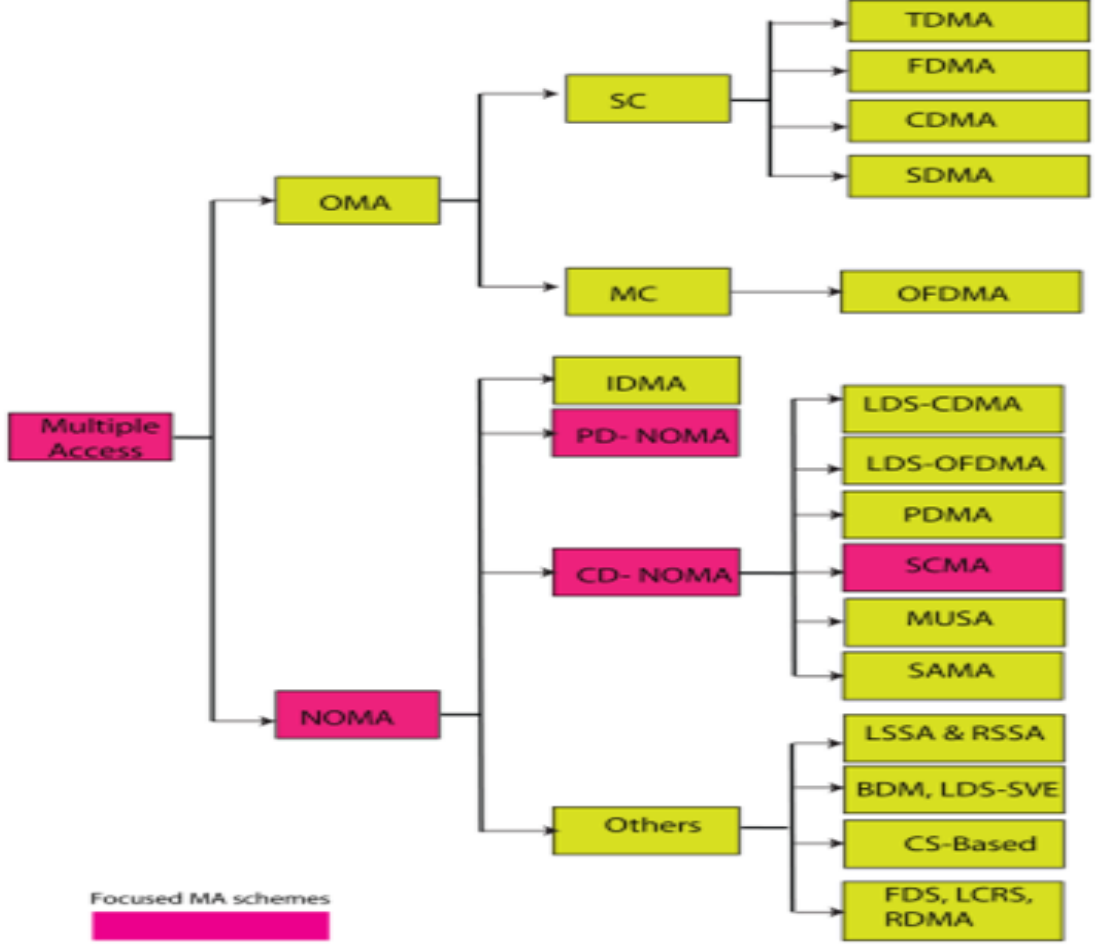 TDMA
FDMA
SC
CDMA
SDMA
OMA
MC
OFDMA
IDMA
PD- NOMA
LDS-CDMA
Multiple
Access
LDS-OFDMA
PDMA
CD- NOMA
SCMA
MUSA
SAMA
NOMA
LSSA & RSSA
BDM, LDS-SVE
Others
CS-Based
FDS, LCRS,
RDMA
Focused MA schemes